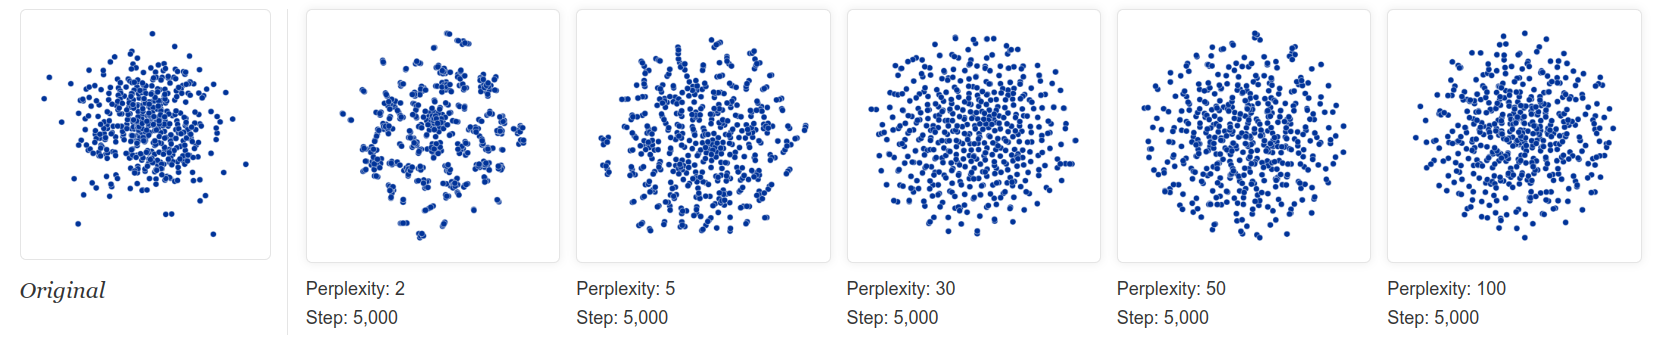 Original
Perplexity: 2
Step: 5,000
Perplexity: 5
Step: 5,000
Perplexity: 30
Step: 5,000
Perplexity: 50
Step: 5,000
Perplexity: 100
Step: 5,000